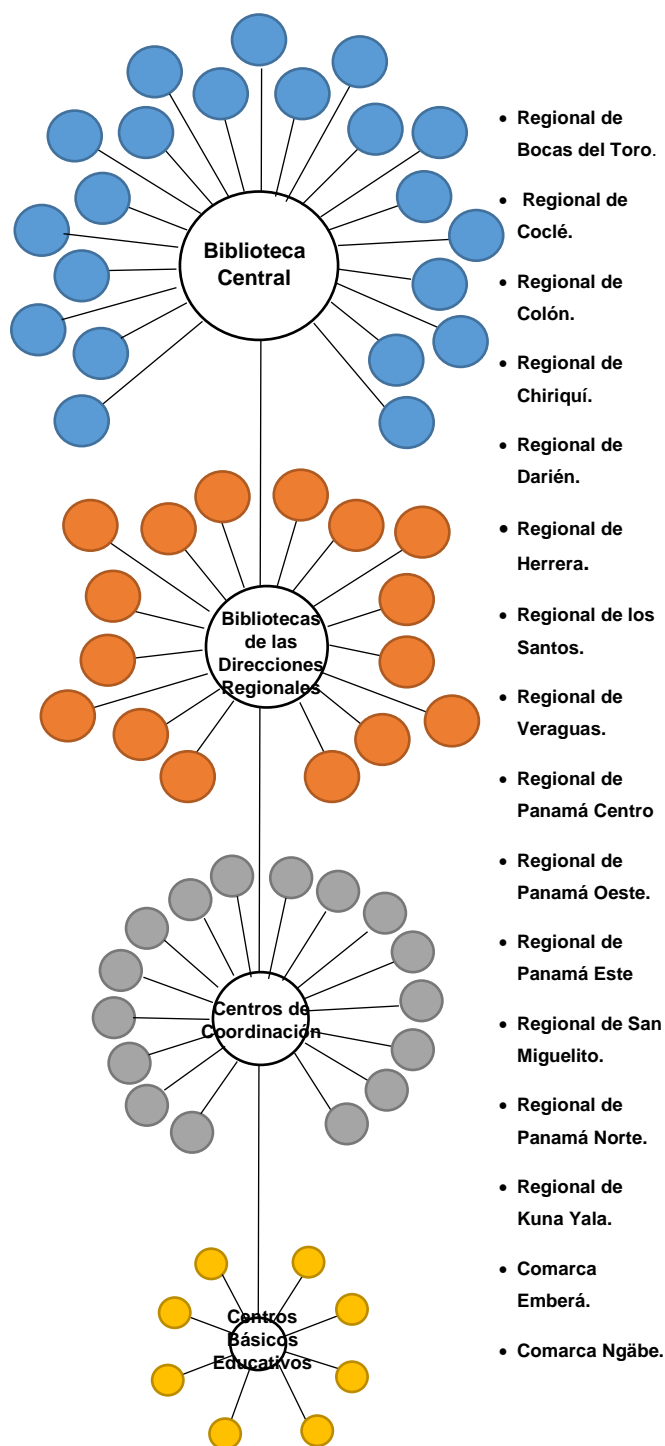 Biblioteca
Central
Bibliotecas
de las
Direcciones
Regionales
Centros de
Coordinación
Centros
Básicos
Educativos
• Regional de
Bocas del Toro.
• Regional de
Coclé.
• Regional de
Colón.
• Regional de
Chiriquí.
• Regional de
Darién.
• Regional de
Herrera.
• Regional de los
Santos.
• Regional de
Veraguas.
• Regional de
Panamá Centro
• Regional de
Panamá Oeste.
• Regional de
Panamá Este
• Regional de San
Miguelito.
• Regional de
Panamá Norte.
• Regional de
Kuna Yala.
• Comarca
Emberá.
• Comarca Ngäbe.